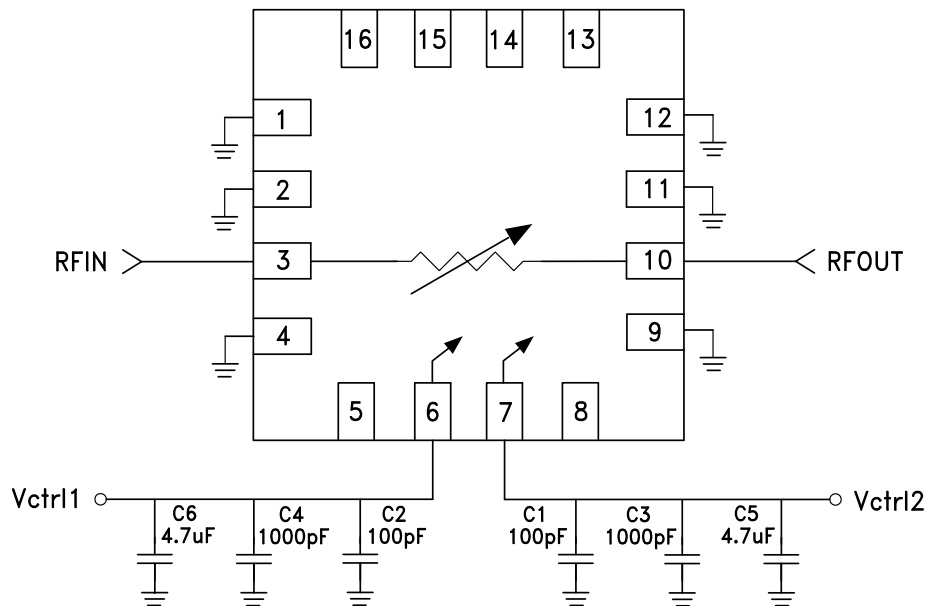 16 15 14 13
1 12
2 11
RFIN 3 10 RFOUT
4 9
5 6 7 8
Vctrl1 Vctrl2
C6 C4 C2 C1 C3 C5
4.7uF 1000pF 100pF 100pF 1000pF 4.7uF